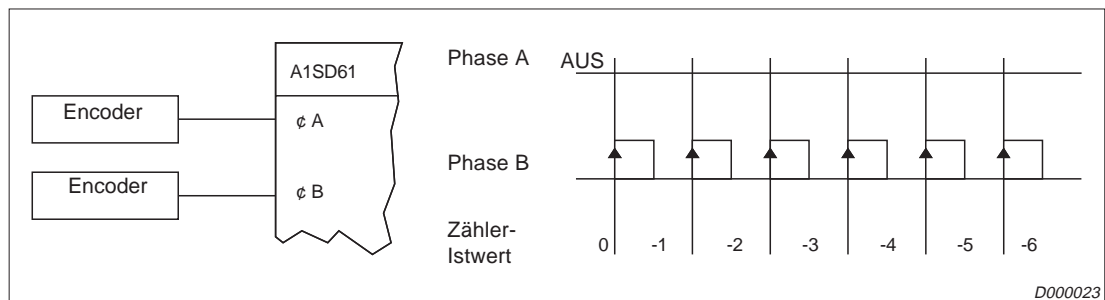 A1SD61
Encoder
¢ A
Encoder
¢ B
Phase A
AUS
Phase B
Zähler-
Istwert
0 -1 -2 -3 -4 -5 -6
D000023